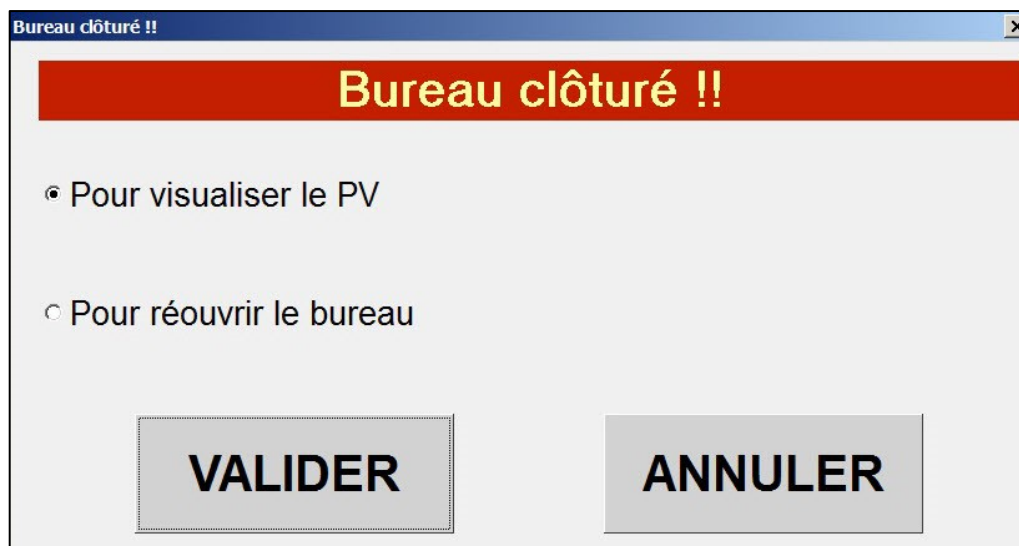 Bureau clôturé !!
Bureau clôturé !!
Pour visualiser le PV
Pour réouvrir le bureau
VALIDER ANNULER